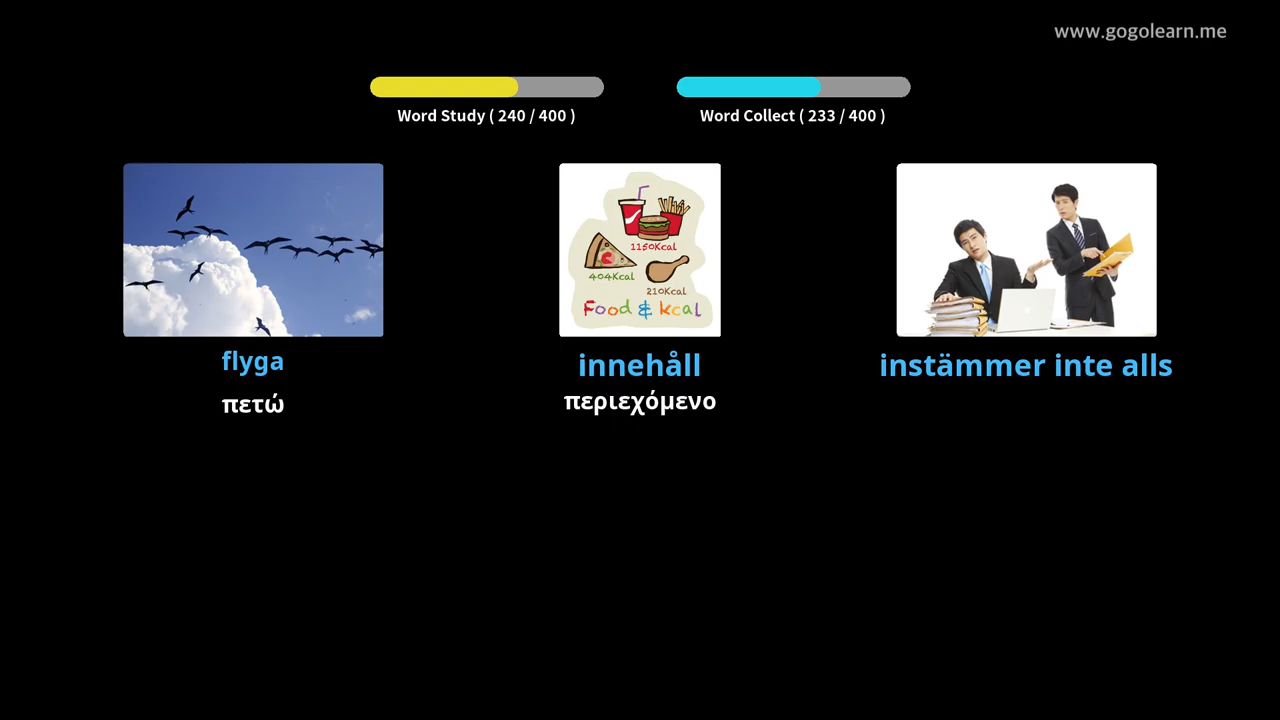 www.gogolearn.me
Word Study ( 240 / 400 )
Word Collect ( 233 / 400 )
1150Kcal
404Kcal
210Kcal
Food & kcal
flyga
innehåll
instämmer inte alls
πετώ
περιεχόμενο